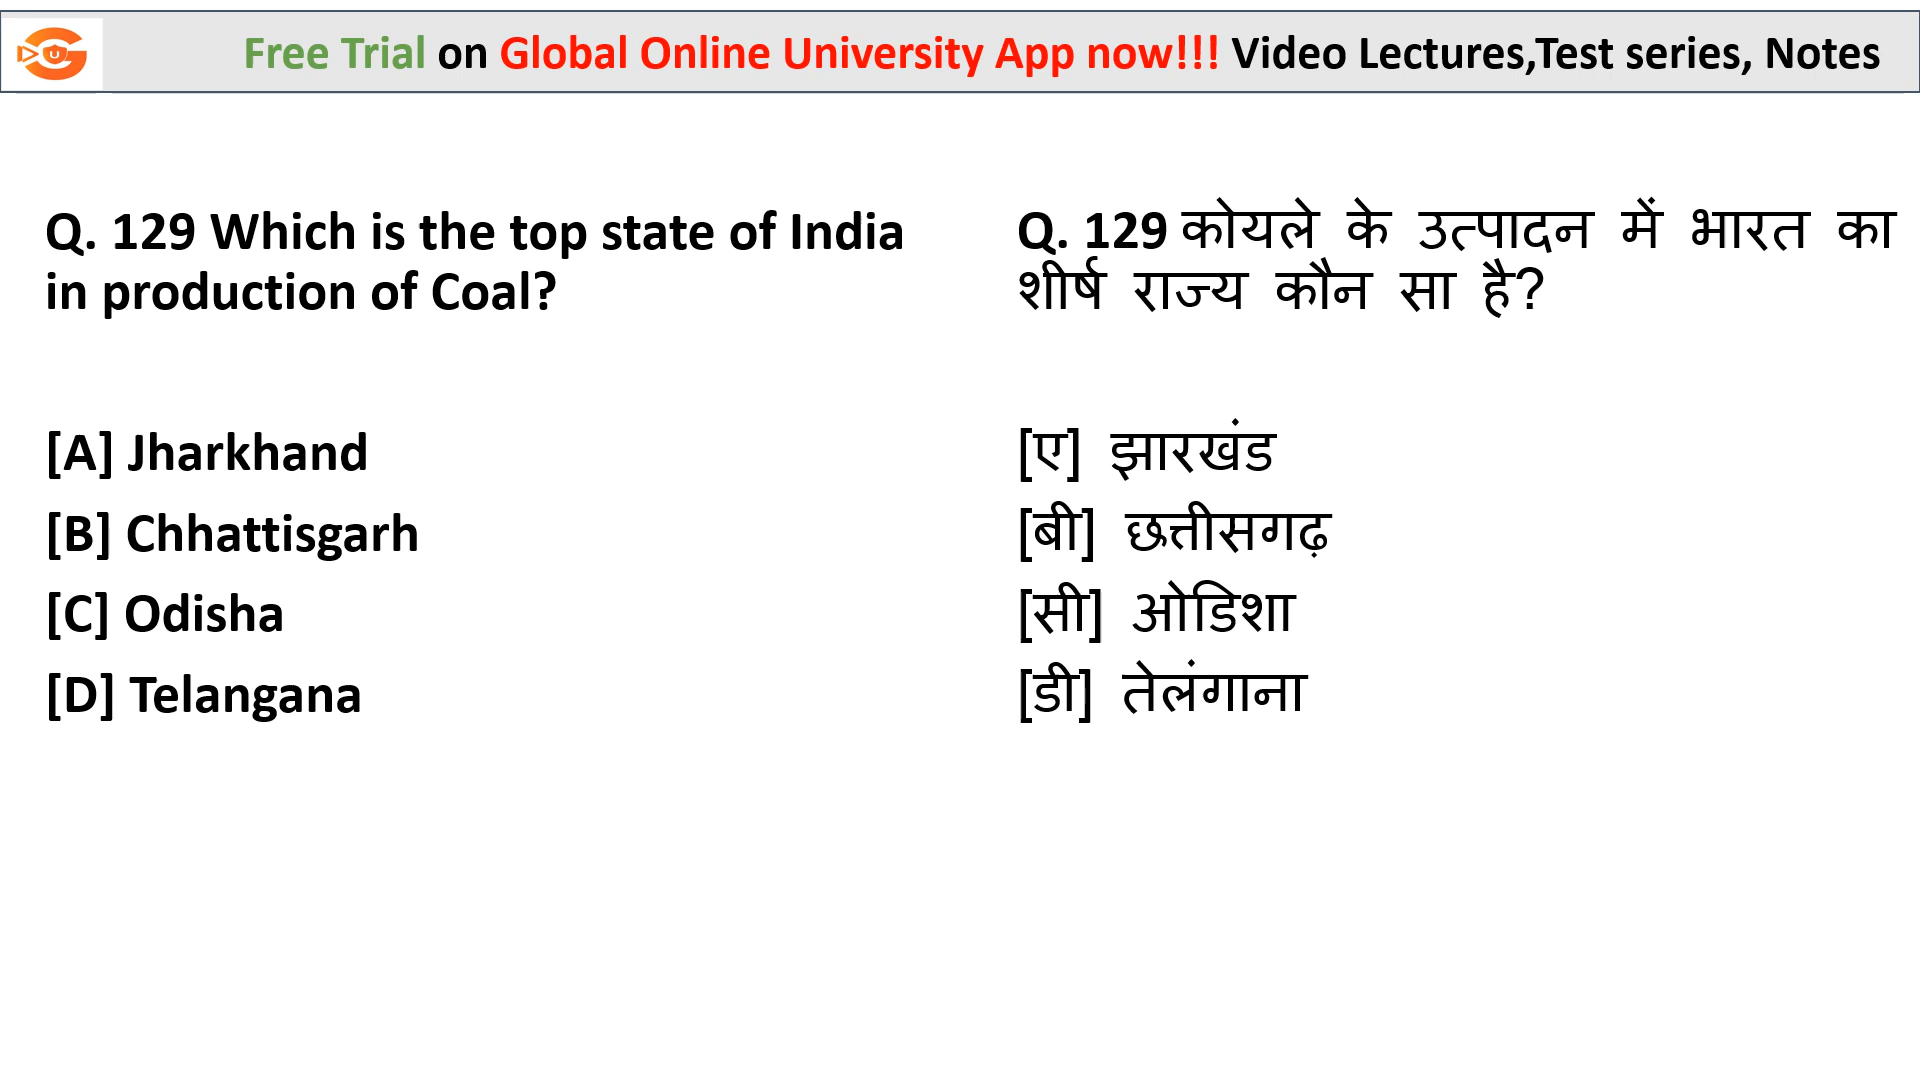 Free Trial on Global Online University App now!!! Video Lectures,Test series, Notes
Q. 129 Which is the top state of India
in production of Coal?
[A] Jharkhand
[B] Chhattisgarh
[C] Odisha
[D] Telangana
Q. 129 कोयले के उत्पादन में भारत का
शीर्ष राज्य कौन सा है?
[ए] झारखंड
[बी] छत्तीसगढ़
[सी] ओडिशा
[डी] तेलंगाना